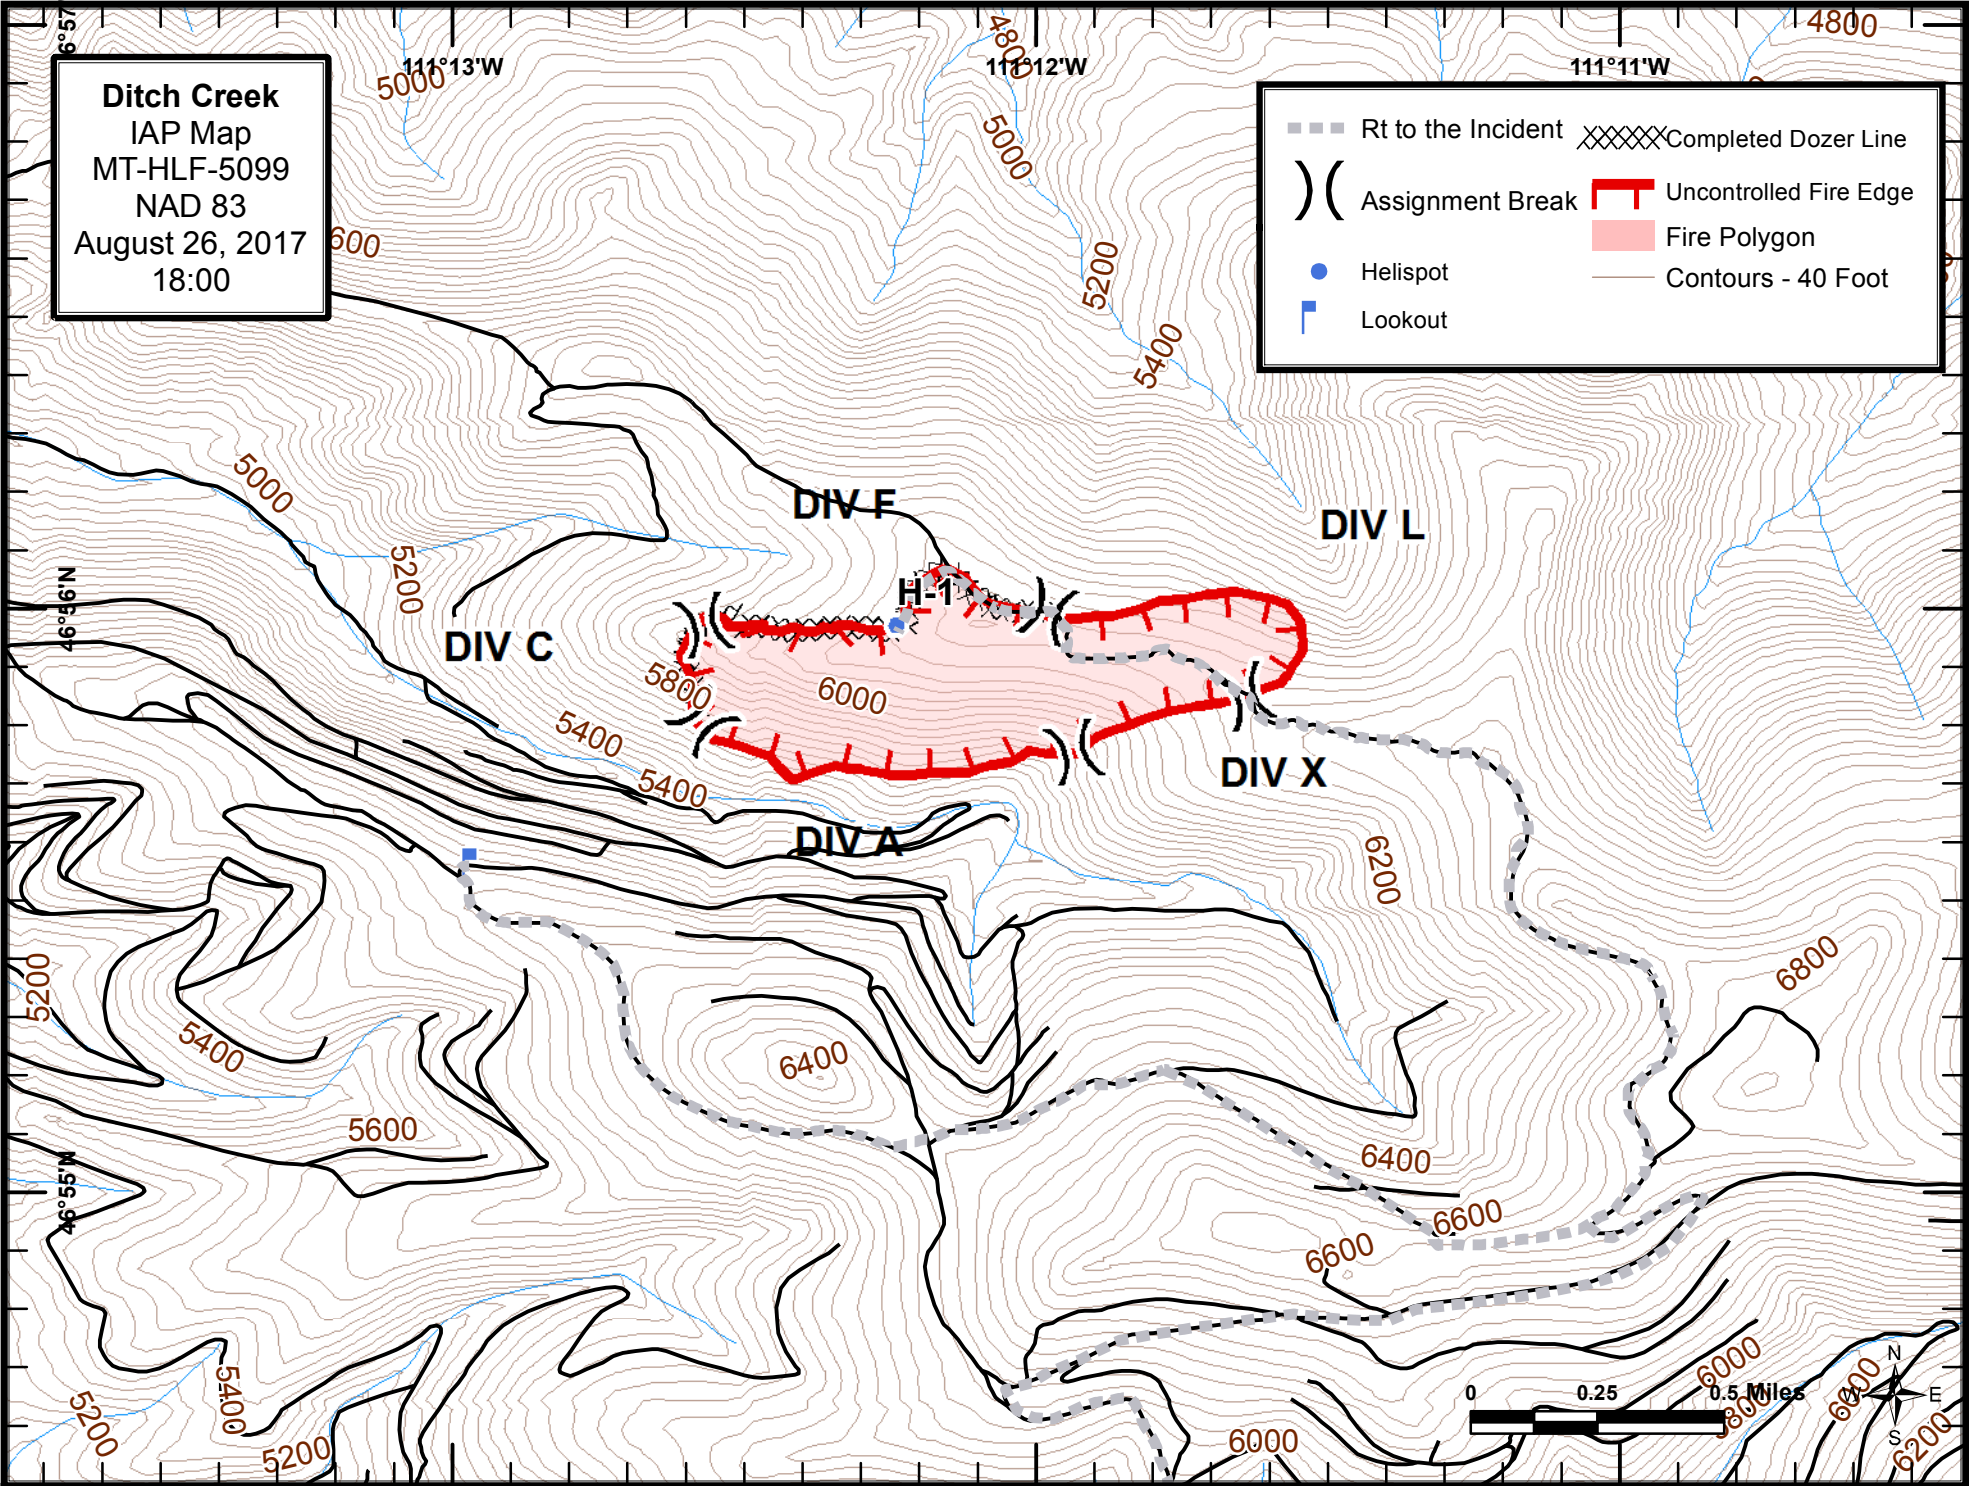 111°13'W
111°12'W
111°11'W
4800
4800
5000
5000
Ditch Creek
IAP Map
MT-HLF-5099
NAD 83
August 26, 2017
18:00
Rt to the Incident
Completed Dozer Line
Assignment Break
Uncontrolled Fire Edge
Fire Polygon
Helispot
Contours - 40 Foot
Lookout
600
5200
5400
5000
DIV F
DIV L
5200
H-1
46°56'N
DIV C
5800
6000
5400
5400
DIV X
DIV A
6200
6800
5200
5400
6400
5600
6400
46°55'N
6600
6600
6000
N
W
E
S
0
0.25
0.5 Miles
6000
5800
5400
5200
5200
6000
6200